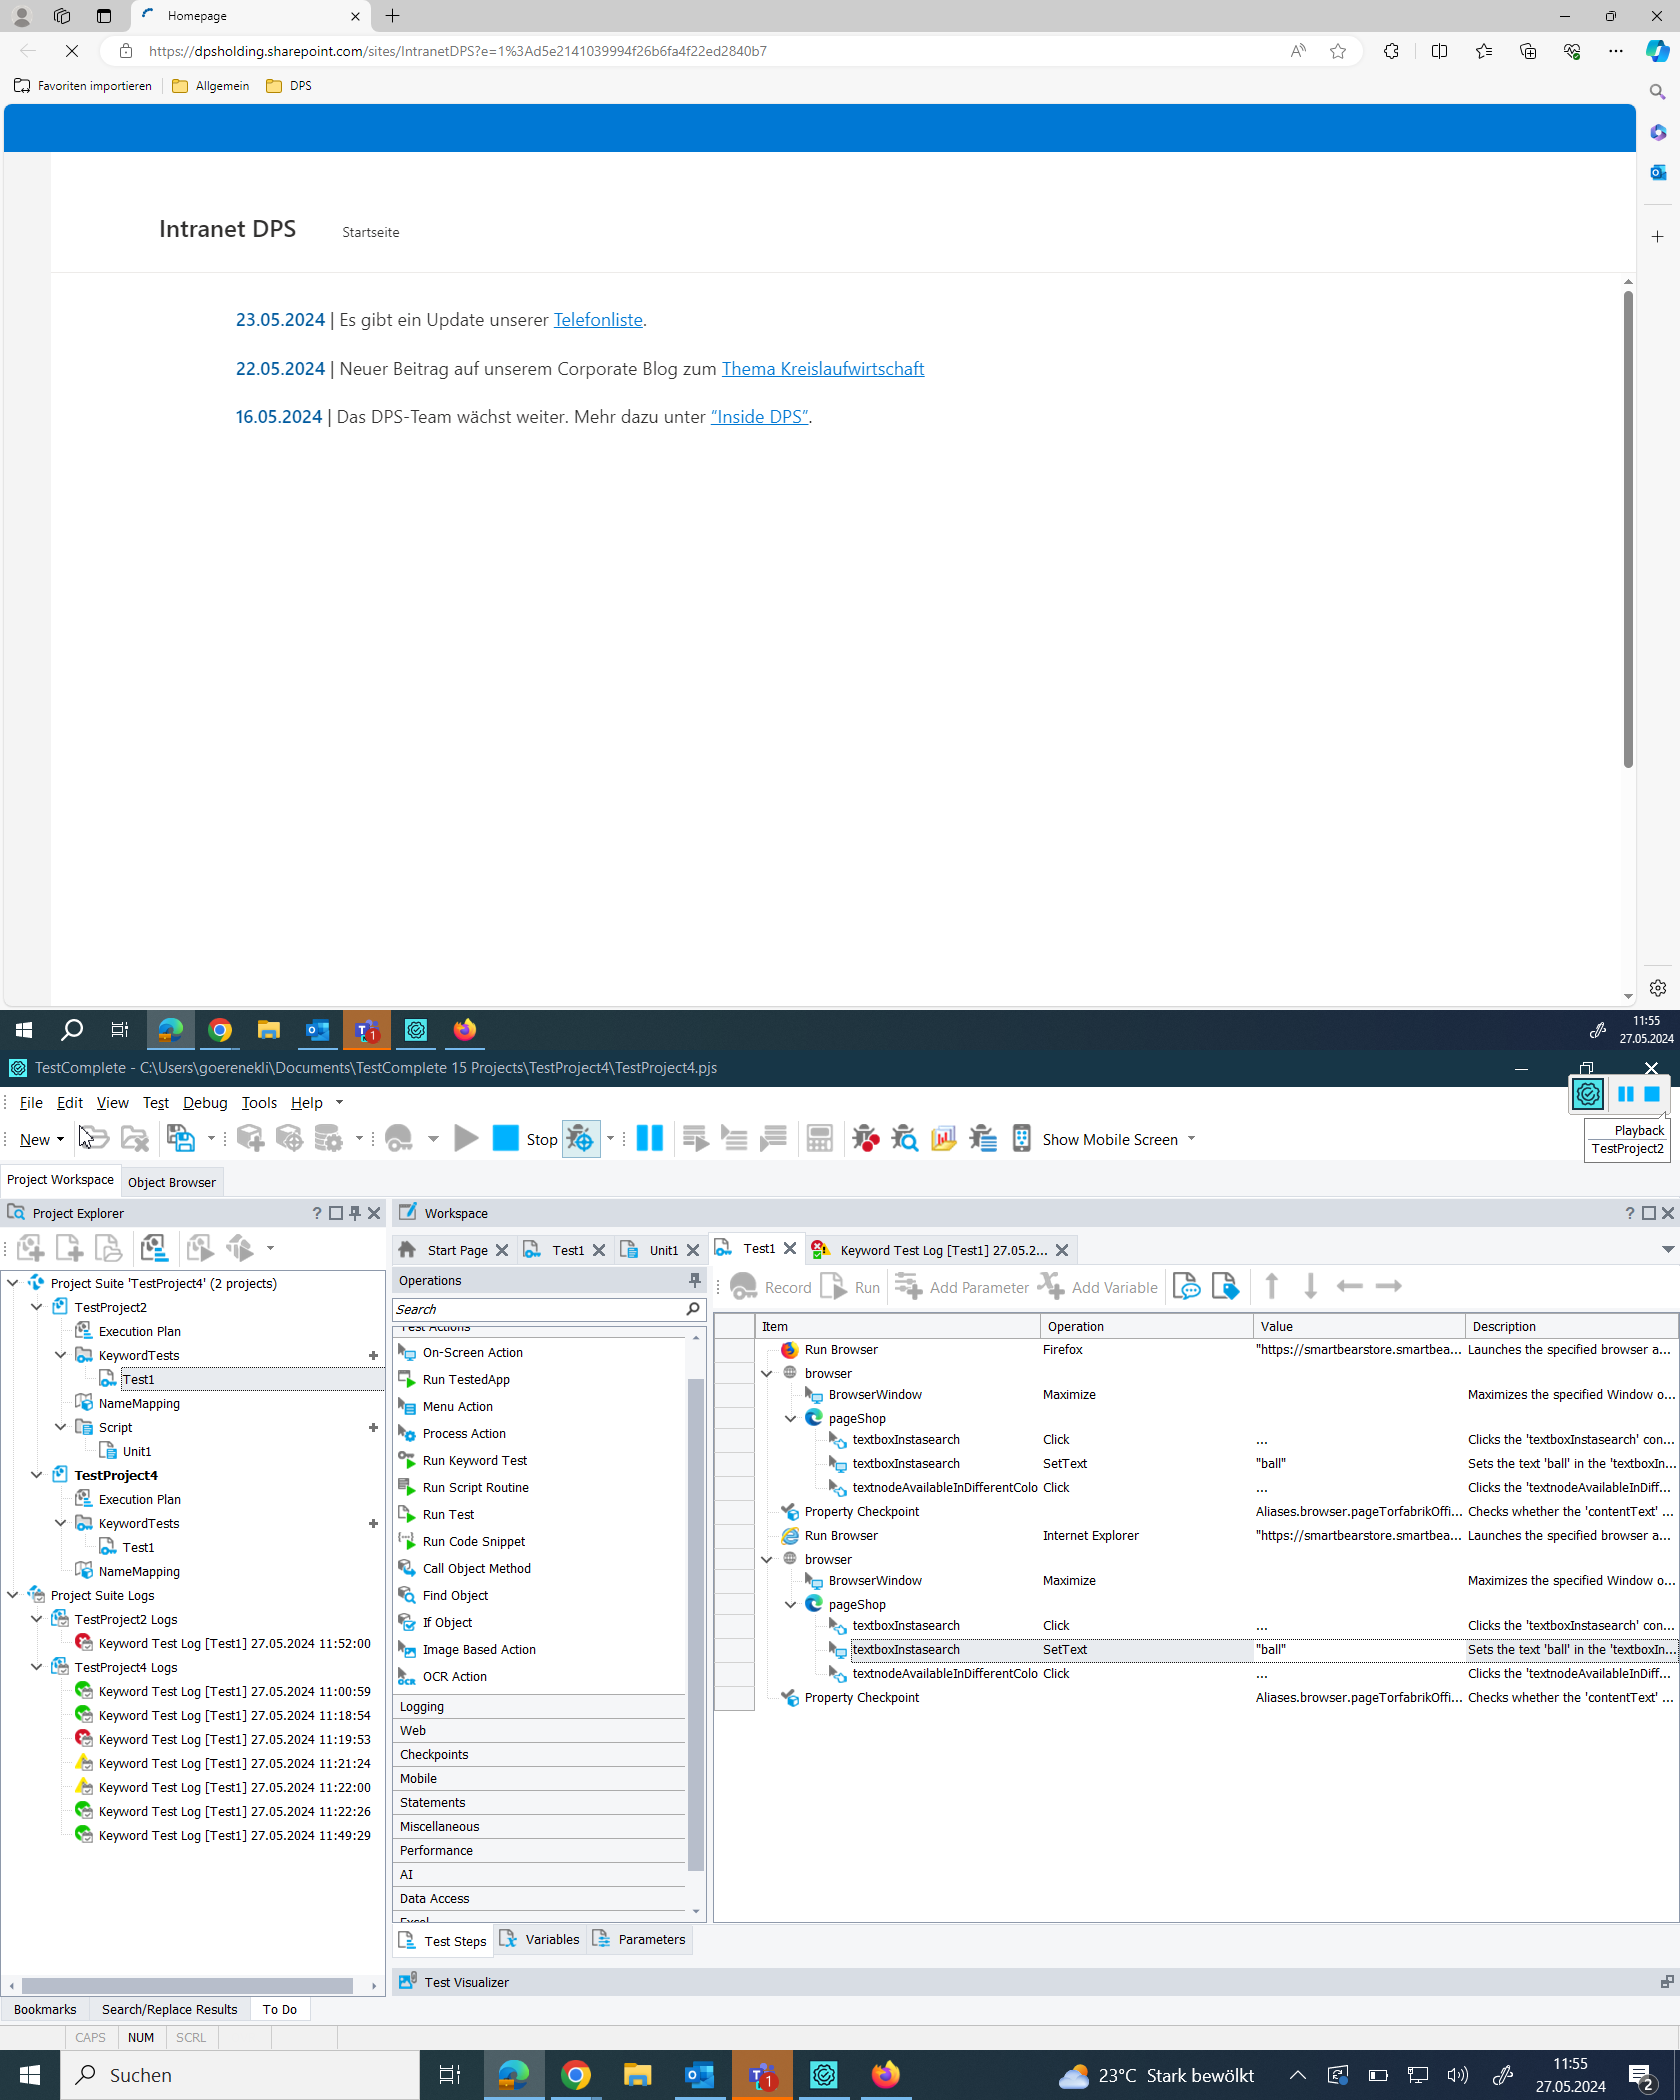 Homepage
https://dpsholding.sharepoint.com/sites/IntranetDPS?e=1%3Ad5e2141039994f26b6fa4f22ed2840b7
Favoriten importieren
Allgemein
DPS
Intranet DPS
Startseite
23.05.2024 | Es gibt ein Update unserer Telefonliste.
22.05.2024 | Neuer Beitrag auf unserem Corporate Blog zum Thema Kreislaufwirtschaft
16.05.2024 | Das DPS-Team wächst weiter. Mehr dazu unter "Inside DPS".
1
11:55
27.05.2024
TestComplete - C:\Users\goerenekli\Documents\TestComplete 15 Projects\TestProject4\TestProject4.pjs
File Edit View Test Debug Tools Help
New
Stop
Show Mobile Screen
Playback
TestProject2
Project Workspace
Object Browser
Project Explorer
Workspace
Start Page
Test1
Unit1
Test1
Keyword Test Log [Test1] 27.05.2...
Project Suite 'TestProject4' (2 projects)
TestProject2
Execution Plan
KeywordTests
Test1
NameMapping
Script
Unit1
TestProject4
Execution Plan
KeywordTests
Test1
NameMapping
Project Suite Logs
TestProject2 Logs
Keyword Test Log [Test1] 27.05.2024 11:52:00
TestProject4 Logs
Keyword Test Log [Test1] 27.05.2024 11:00:59
Keyword Test Log [Test1] 27.05.2024 11:18:54
Keyword Test Log [Test1] 27.05.2024 11:19:53
Keyword Test Log [Test1] 27.05.2024 11:21:24
Keyword Test Log [Test1] 27.05.2024 11:22:00
Keyword Test Log [Test1] 27.05.2024 11:22:26
Keyword Test Log [Test1] 27.05.2024 11:49:29
Operations
Search
Test Actions
On-Screen Action
Run TestedApp
Menu Action
Process Action
Run Keyword Test
Run Script Routine
Run Test
Run Code Snippet
Call Object Method
Find Object
If Object
Image Based Action
OCR Action
Logging
Web
Checkpoints
Mobile
Statements
Miscellaneous
Performance
AI
Data Access
Excel
Record
Run
Add Parameter
Add Variable
Item Operation Value Description
Run Browser Firefox "https://smartbearstore.smartbea... Launches the specified browser a...
browser
BrowserWindow Maximize Maximizes the specified Window o...
pageShop
textboxInstasearch Click ... Clicks the 'textboxInstasearch' con...
textboxInstasearch SetText "ball" Sets the text 'ball' in the 'textboxIn...
textnodeAvailableInDifferentColo Click ... Clicks the 'textnodeAvailableInDiff...
Property Checkpoint Aliases.browser.pageTorfabrikOffi... Checks whether the 'contentText' ...
Run Browser Internet Explorer "https://smartbearstore.smartbea... Launches the specified browser a...
browser
BrowserWindow Maximize Maximizes the specified Window o...
pageShop
textboxInstasearch Click ... Clicks the 'textboxInstasearch' con...
textboxInstasearch SetText "ball" Sets the text 'ball' in the 'textboxIn...
textnodeAvailableInDifferentColo Click ... Clicks the 'textnodeAvailableInDiff...
Property Checkpoint Aliases.browser.pageTorfabrikOffi... Checks whether the 'contentText' ...
Test Steps
Variables
Parameters
Test Visualizer
Bookmarks
Search/Replace Results
To Do
CAPS NUM SCRL
Suchen
1
23°C Stark bewölkt
11:55
27.05.2024
2